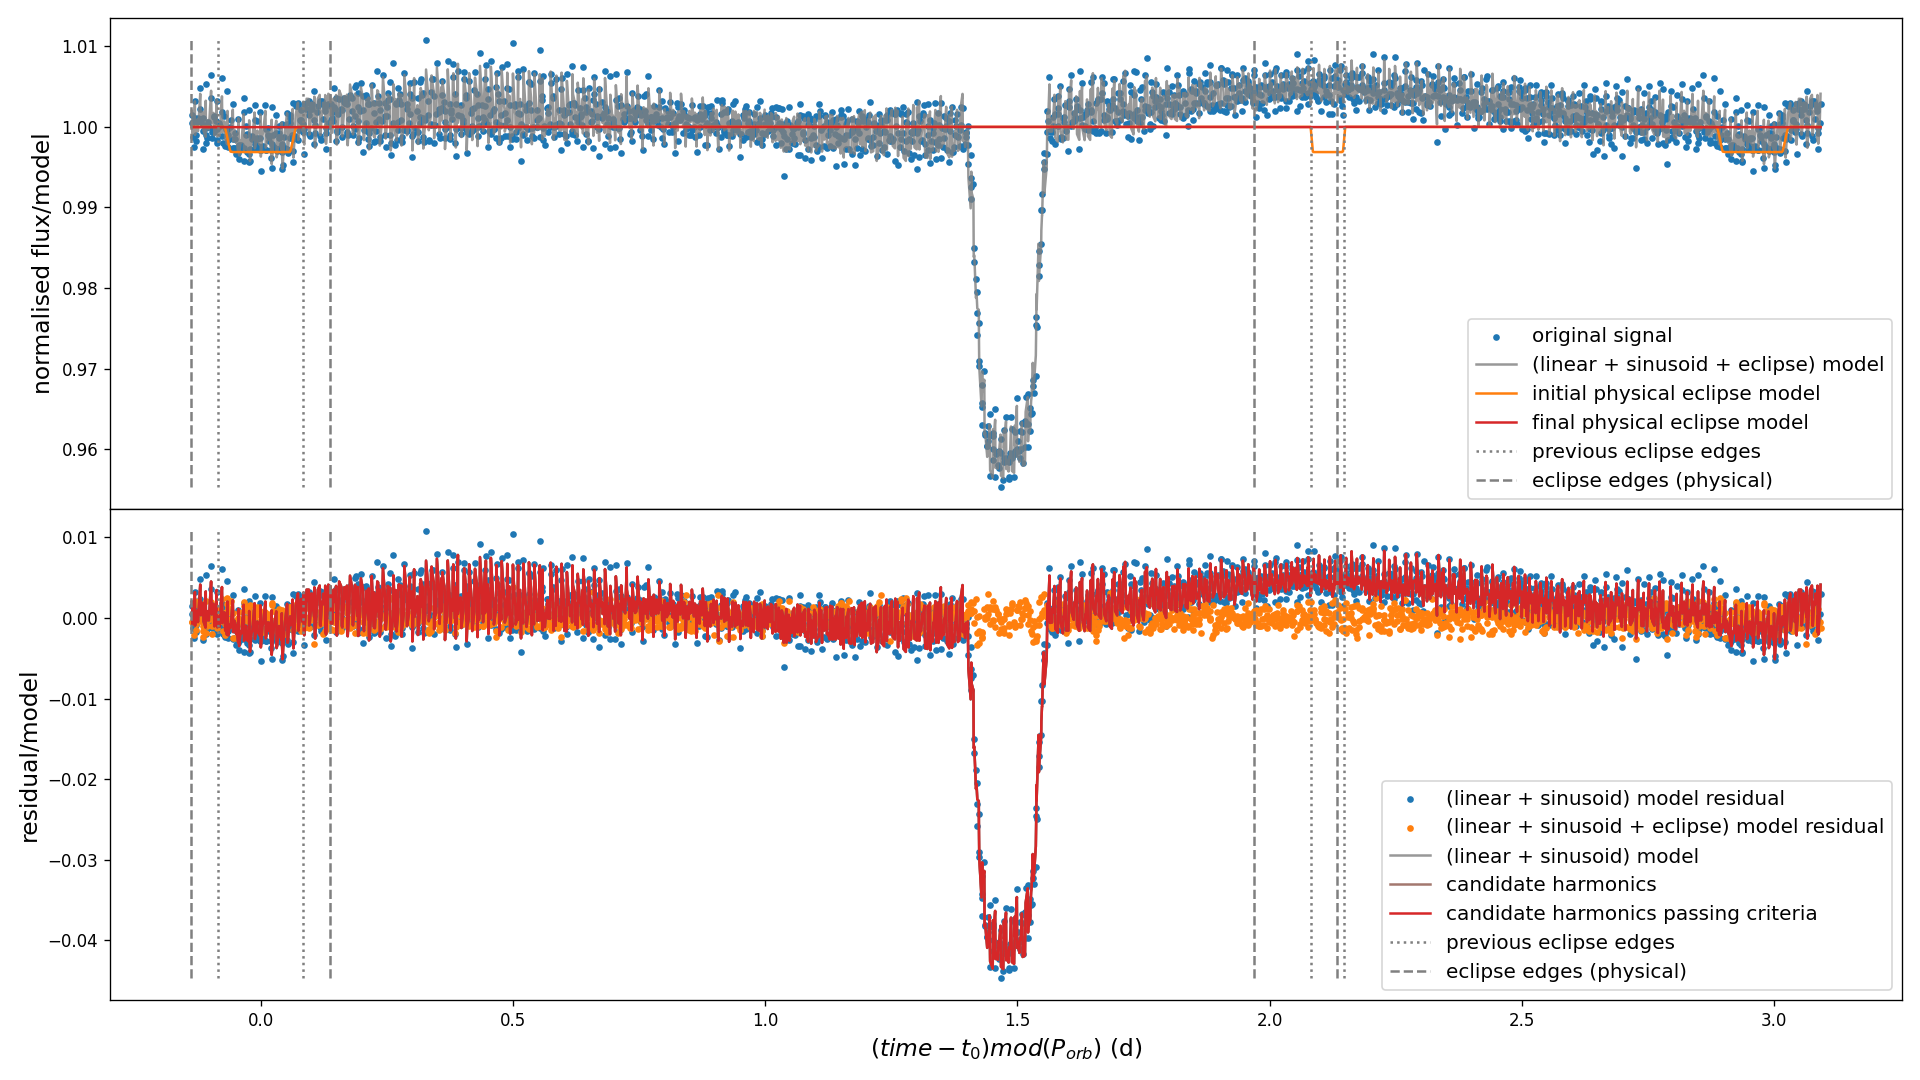 1.01
1.00
0.99
0.98
0.97
0.96
normalised flux/model
original signal
(linear + sinusoid + eclipse) model
initial physical eclipse model
final physical eclipse model
previous eclipse edges
eclipse edges (physical)
0.01
0.00
−0.01
−0.02
−0.03
−0.04
residual/model
(linear + sinusoid) model residual
(linear + sinusoid + eclipse) model residual
(linear + sinusoid) model
candidate harmonics
candidate harmonics passing criteria
previous eclipse edges
eclipse edges (physical)
0.0 0.5 1.0 1.5 2.0 2.5 3.0
(time − t₀)mod(P_orb) (d)